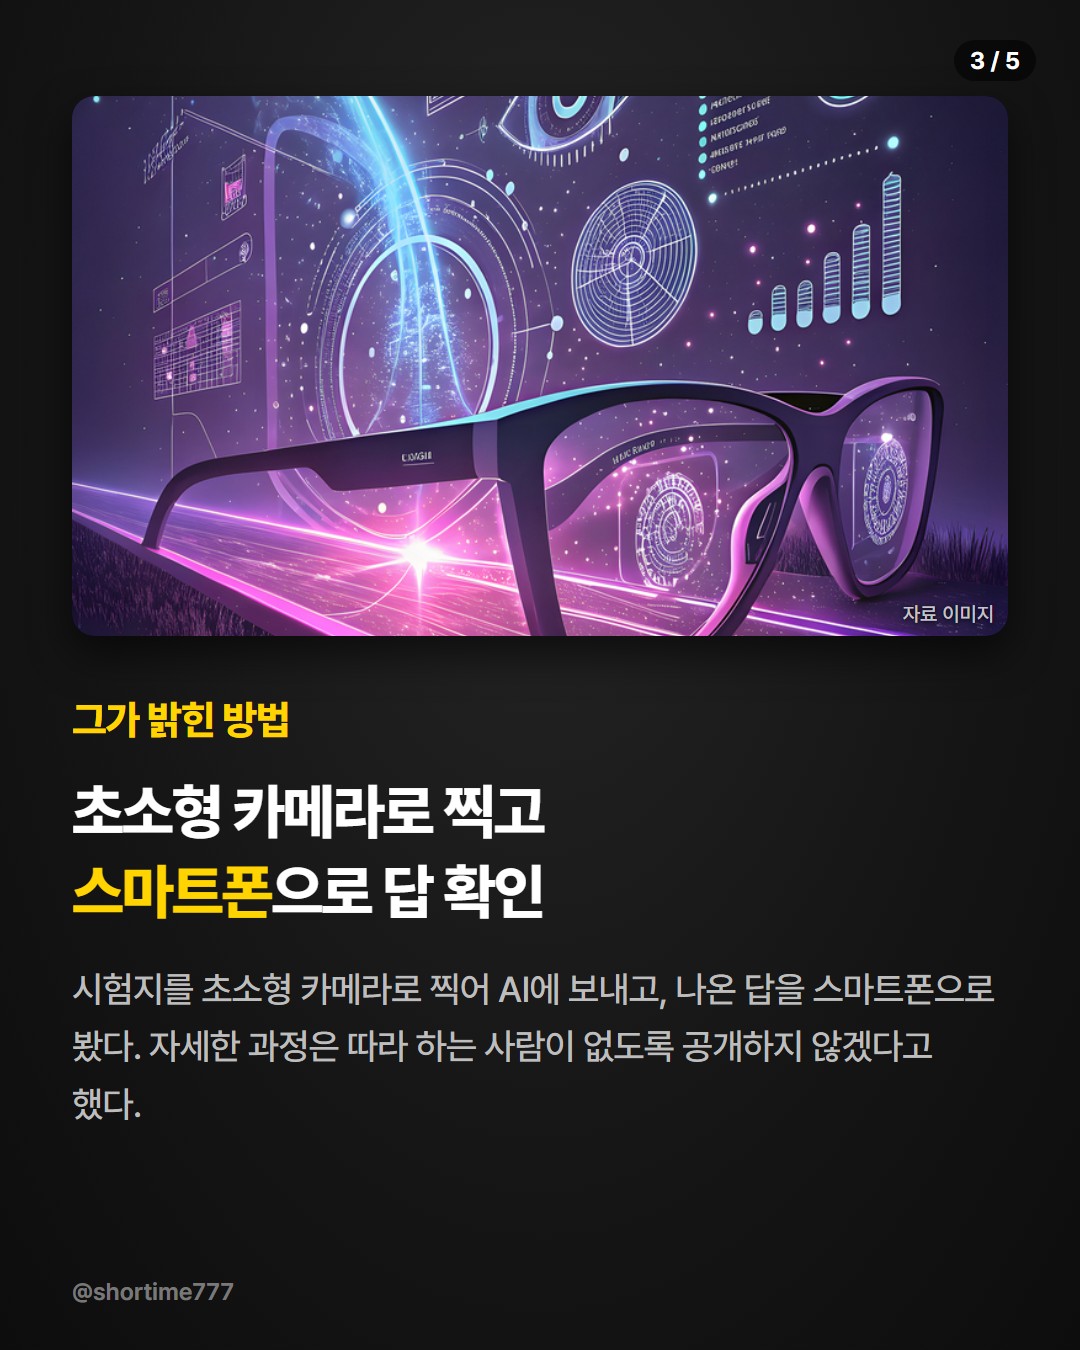 3 / 5
자료 이미지
그가 밝힌 방법
초소형 카메라로 찍고
스마트폰으로 답 확인
시험지를 초소형 카메라로 찍어 AI에 보내고, 나온 답을 스마트폰으로
봤다. 자세한 과정은 따라 하는 사람이 없도록 공개하지 않겠다고
했다.
@shortime777